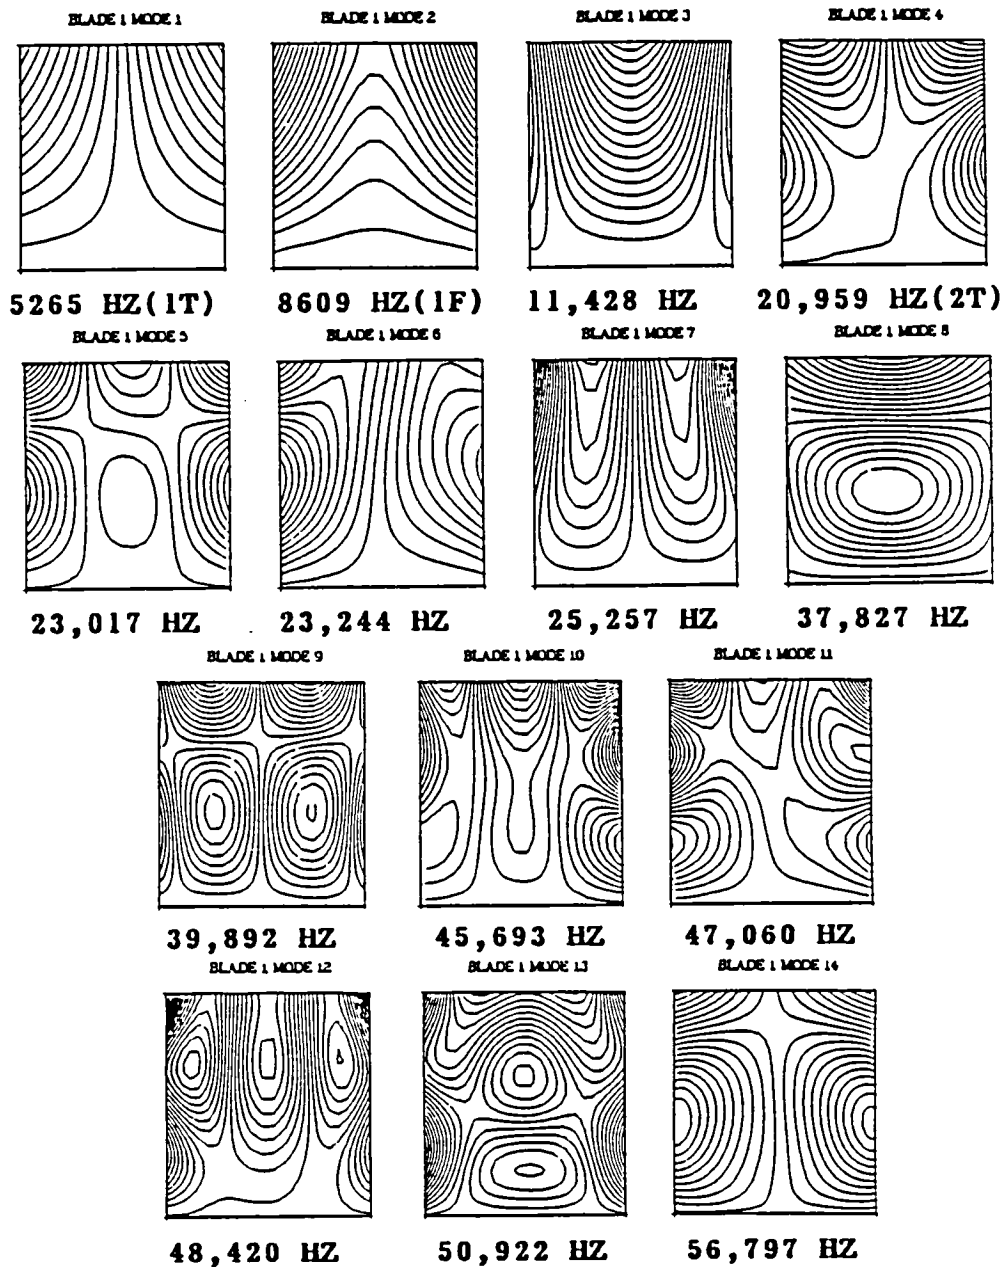 BLADE 1 MODE 1
BLADE 1 MODE 2
BLADE 1 MODE 3
BLADE 1 MODE 4
5265 HZ(1T)
8609 HZ(1F)
11,428 HZ
20,959 HZ(2T)
BLADE 1 MODE 5
BLADE 1 MODE 6
BLADE 1 MODE 7
BLADE 1 MODE 8
23,017 HZ
23,244 HZ
25,257 HZ
37,827 HZ
BLADE 1 MODE 9
BLADE 1 MODE 10
BLADE 1 MODE 11
39,892 HZ
45,693 HZ
47,060 HZ
BLADE 1 MODE 12
BLADE 1 MODE 13
BLADE 1 MODE 14
48,420 HZ
50,922 HZ
56,797 HZ